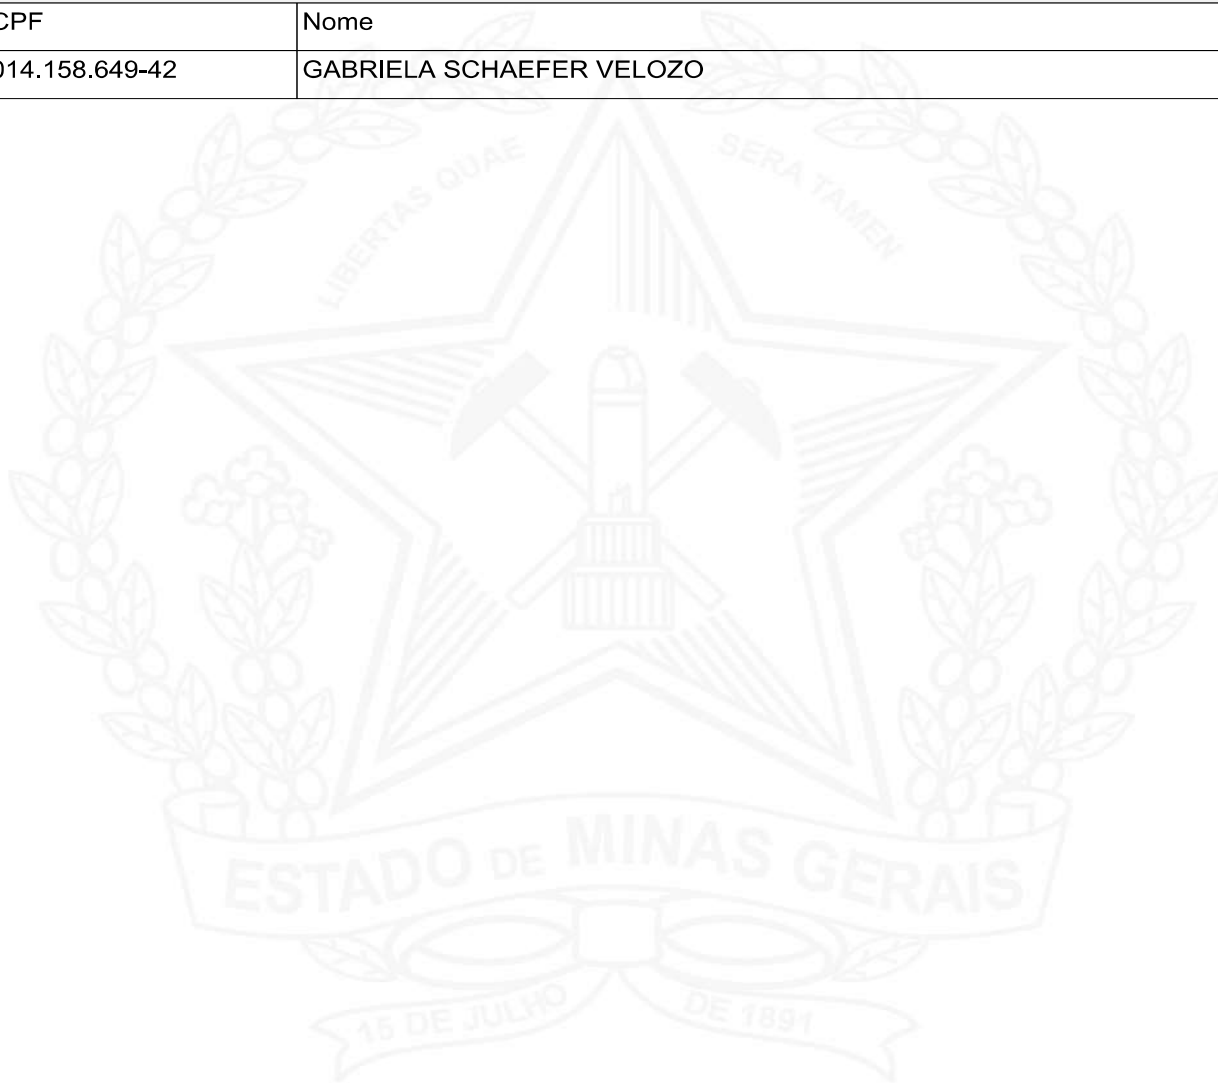 CPF Nome
014.158.649-42 GABRIELA SCHAEFER VELOZO
LIBERTAS QUAE SERA TAMEN
ESTADO DE MINAS GERAIS
15 DE JULHO DE 1891